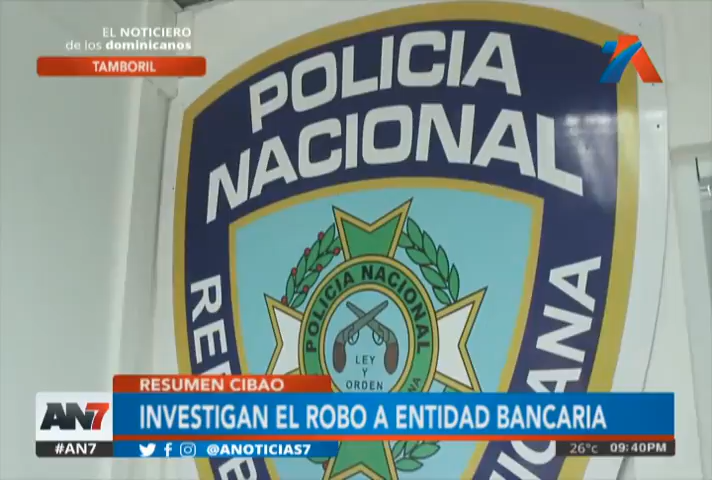 EL NOTICIERO
de los dominicanos
TAMBORIL
POLICIA
NACIONAL
POLICIA NACIONAL
LEY
Y
ORDEN
RESUMEN CIBAO
AN7
INVESTIGAN EL ROBO A ENTIDAD BANCARIA
#AN7
@ANOTICIAS7
26°c
09:40PM